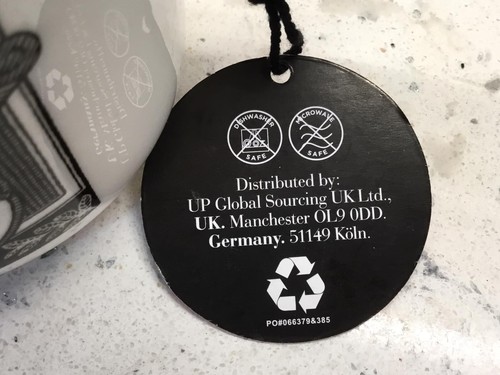 DISHWASHER
SAFE
MICROWAVE
SAFE
Distributed by:
UP Global Sourcing UK Ltd.,
UK. Manchester OL9 0DD.
Germany. 51149 Köln.
PO#066379&385